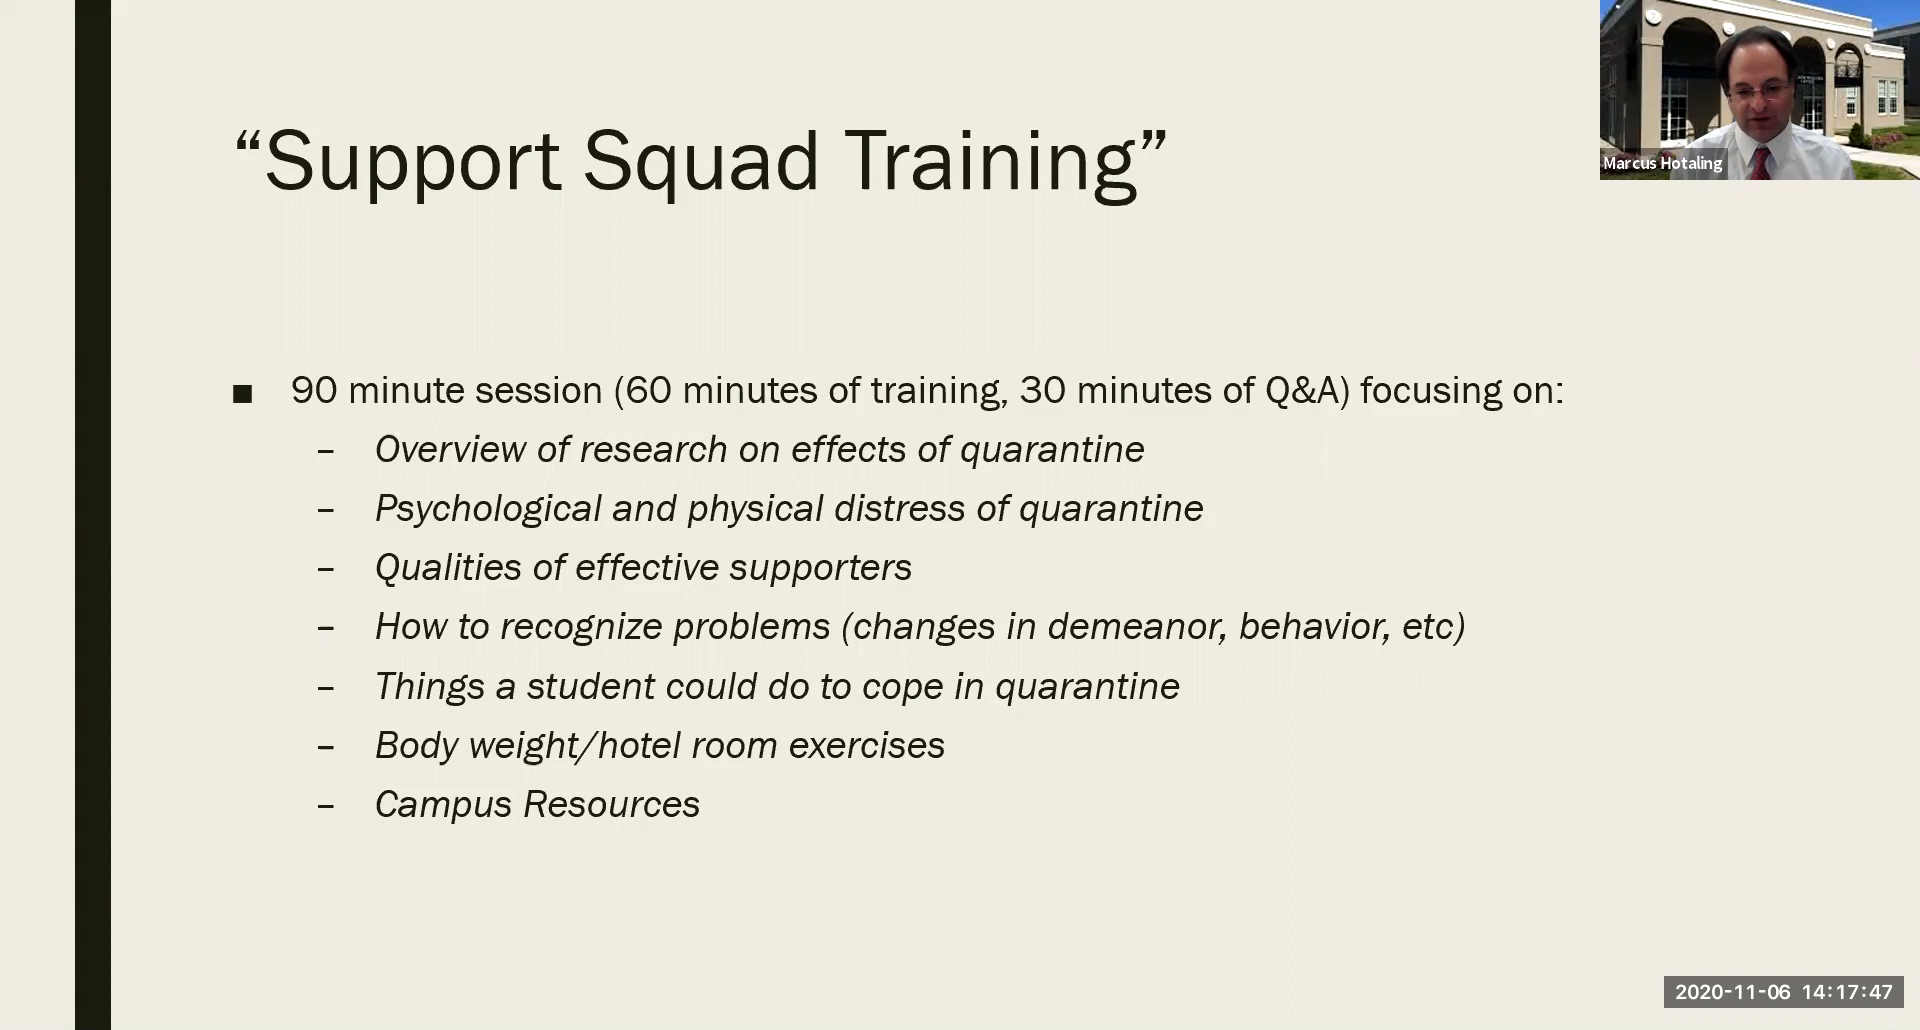 “Support Squad Training”
Marcus Hotaling
■ 90 minute session (60 minutes of training, 30 minutes of Q&A) focusing on:
– Overview of research on effects of quarantine
– Psychological and physical distress of quarantine
– Qualities of effective supporters
– How to recognize problems (changes in demeanor, behavior, etc)
– Things a student could do to cope in quarantine
– Body weight/hotel room exercises
– Campus Resources
2020-11-06 14:17:47